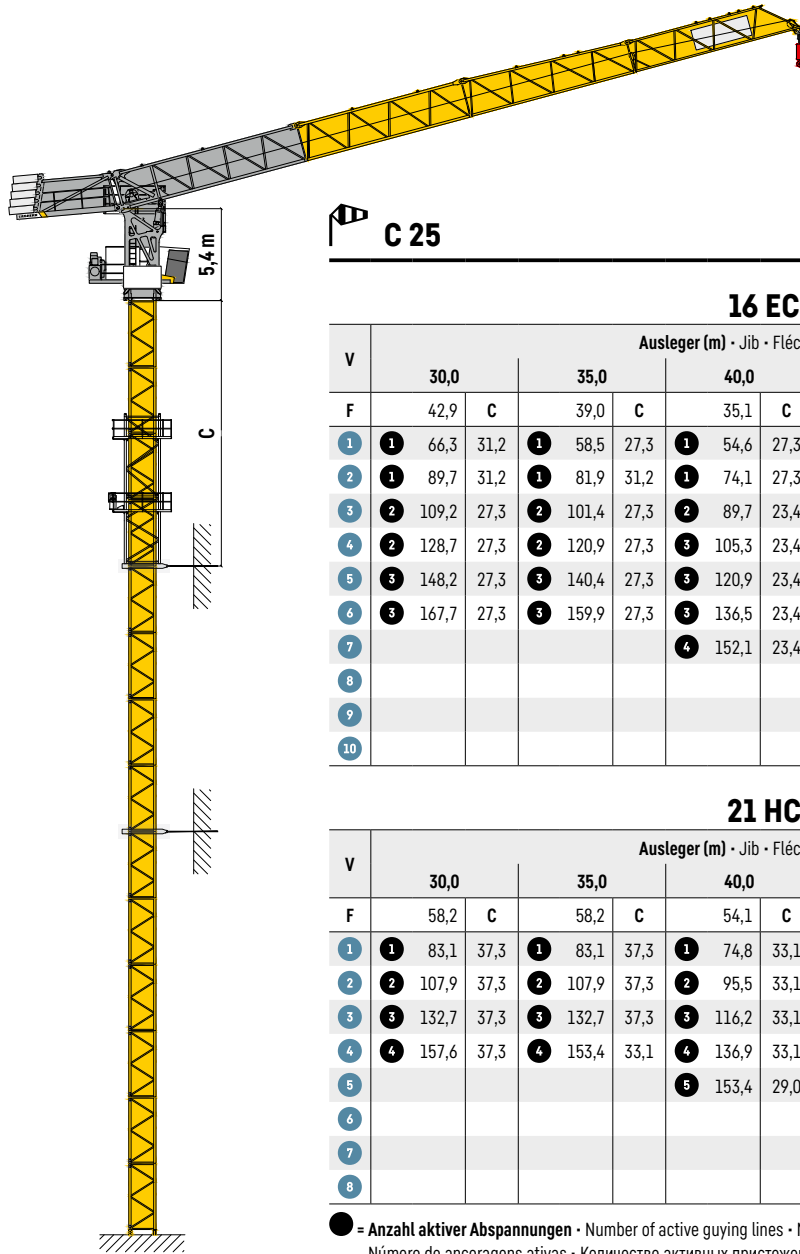 5,4 m
C
C 25
16 EC
V Ausleger (m) · Jib · Fléc
30,0 35,0 40,0
F 42,9 C 39,0 C 35,1 C
1 1 66,3 31,2 1 58,5 27,3 1 54,6 27,3
2 1 89,7 31,2 1 81,9 31,2 1 74,1 27,3
3 2 109,2 27,3 2 101,4 27,3 2 89,7 23,4
4 2 128,7 27,3 2 120,9 27,3 3 105,3 23,4
5 3 148,2 27,3 3 140,4 27,3 3 120,9 23,4
6 3 167,7 27,3 3 159,9 27,3 3 136,5 23,4
7 4 152,1 23,4
8
9
10
21 HC
V Ausleger (m) · Jib · Fléc
30,0 35,0 40,0
F 58,2 C 58,2 C 54,1 C
1 1 83,1 37,3 1 83,1 37,3 1 74,8 33,1
2 2 107,9 37,3 2 107,9 37,3 2 95,5 33,1
3 3 132,7 37,3 3 132,7 37,3 3 116,2 33,1
4 4 157,6 37,3 4 153,4 33,1 4 136,9 33,1
5 5 153,4 29,0
6
7
8
= Anzahl aktiver Abspannungen · Number of active guying lines ·
Número de ancoragens ativas · Количество активных